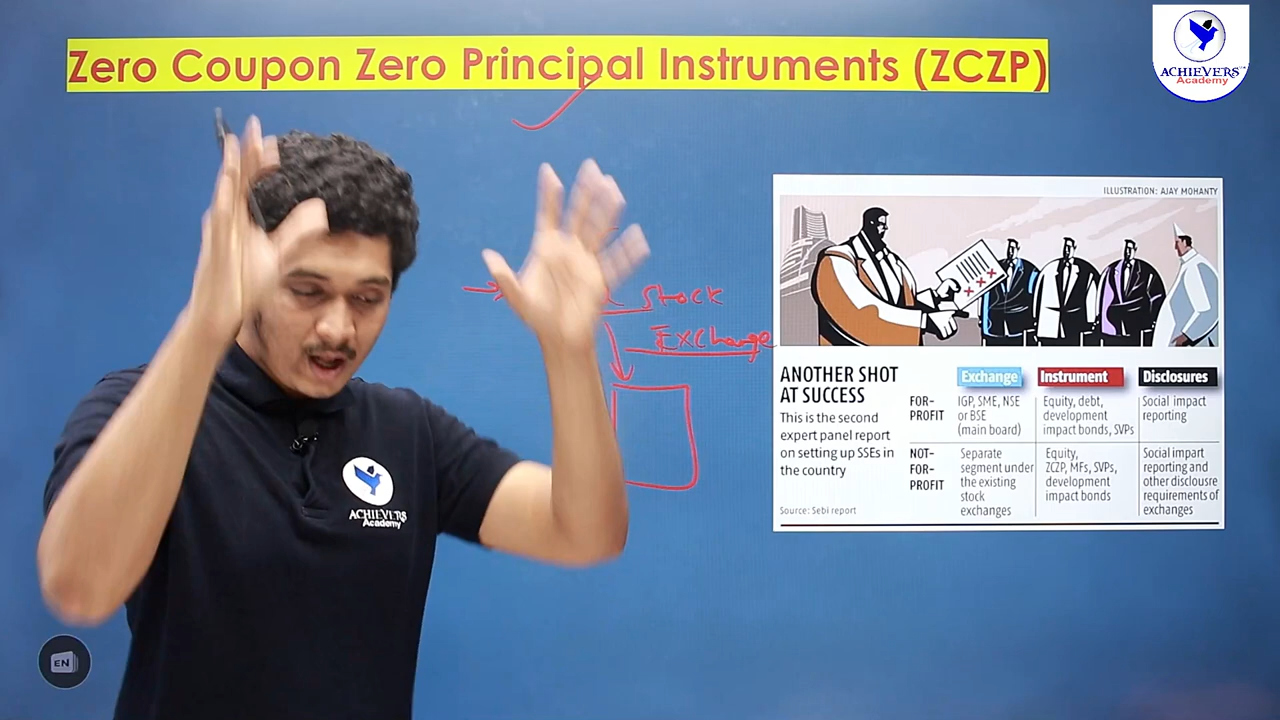 Zero Coupon Zero Principal Instruments (ZCZP)
ACHIEVERS
Academy
Stock
Exchange
ACHIEVERS
Academy
EN
ILLUSTRATION: AJAY MOHANTY
ANOTHER SHOT
AT SUCCESS
This is the second
expert panel report
on setting up SSEs in
the country
Source: Sebi report
Exchange Instrument Disclosures
FOR-
PROFIT
IGP, SME, NSE
or BSE
(main board)
Equity, debt,
development
impact bonds, SVPs
Social impact
reporting
NOT-
FOR-
PROFIT
Separate
segment under
the existing
stock
exchanges
Equity,
ZCZP, MFs, SVPs,
development
impact bonds
Social impart
reporting and
other disclousre
requirements of
exchanges